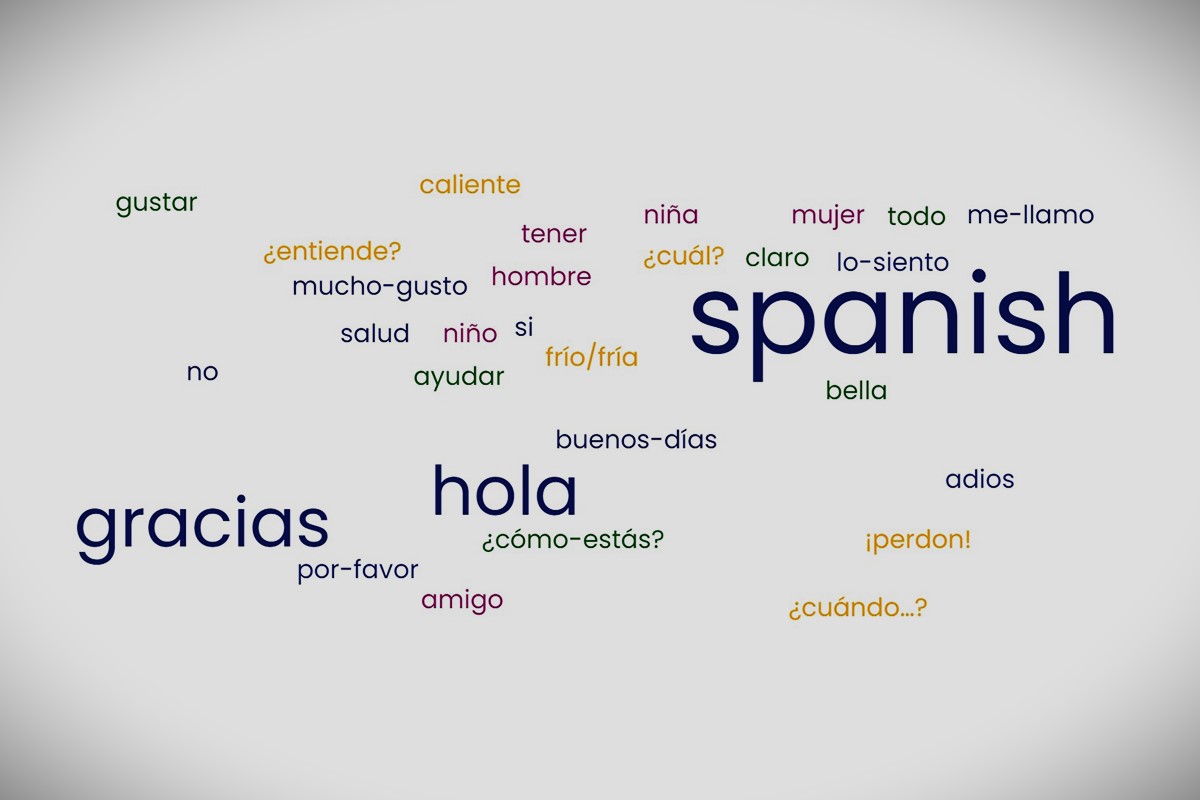 caliente
gustar
niña
mujer
todo
me-llamo
tener
¿entiende?
¿cuál?
claro
lo-siento
mucho-gusto
hombre
spanish
salud
niño
si
frío/fría
no
ayudar
bella
buenos-días
hola
adios
gracias
¿cómo-estás?
¡perdon!
por-favor
amigo
¿cuándo...?